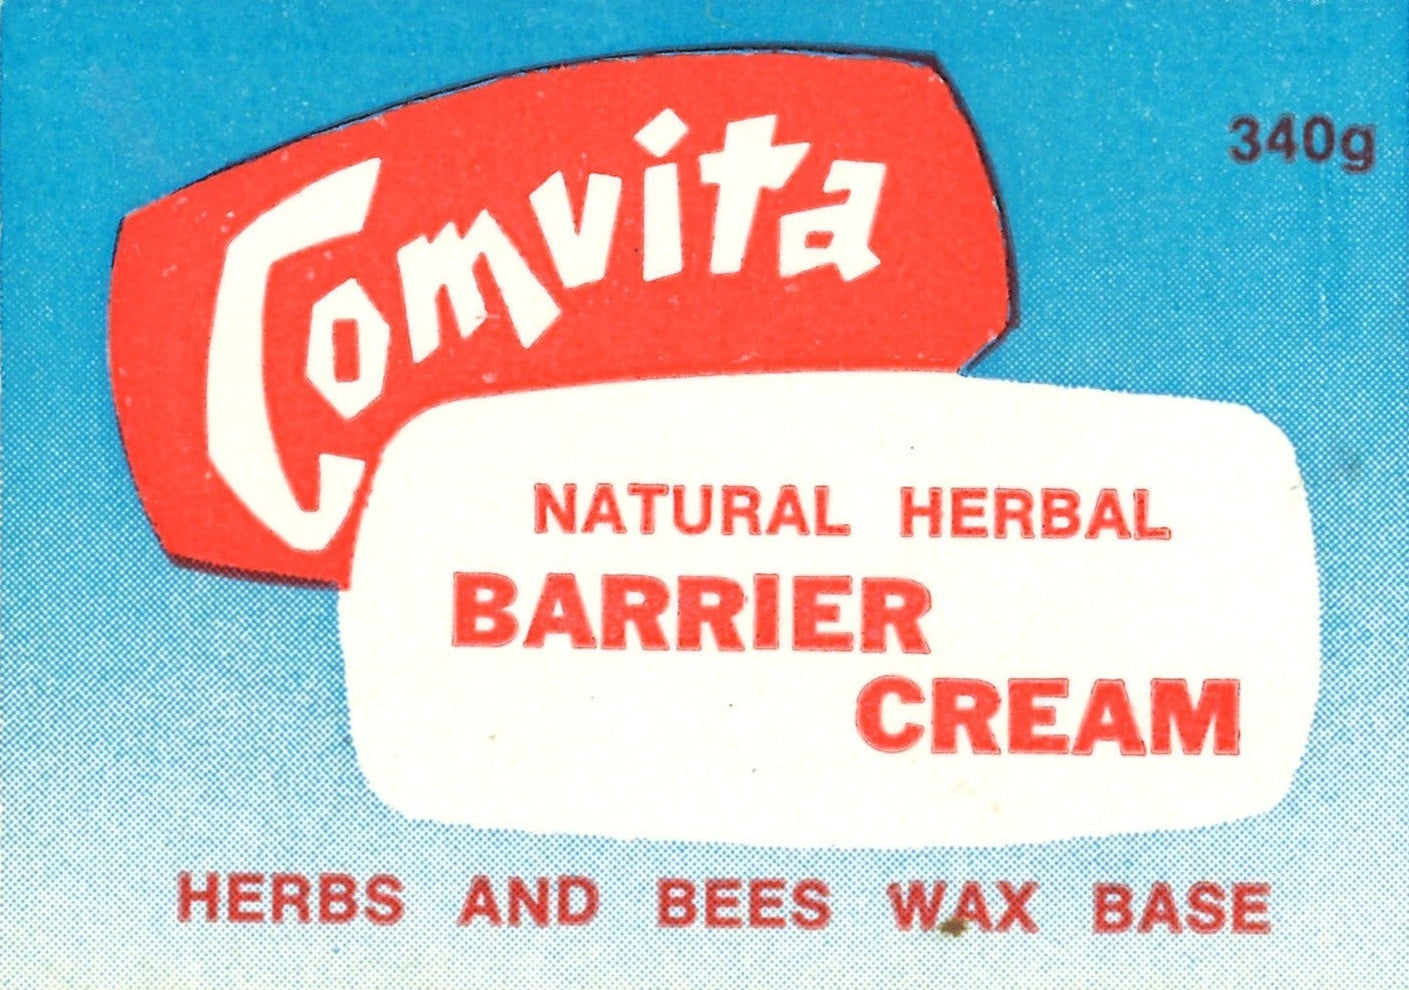 Comvita
340g
NATURAL HERBAL
BARRIER
CREAM
HERBS AND BEES WAX BASE